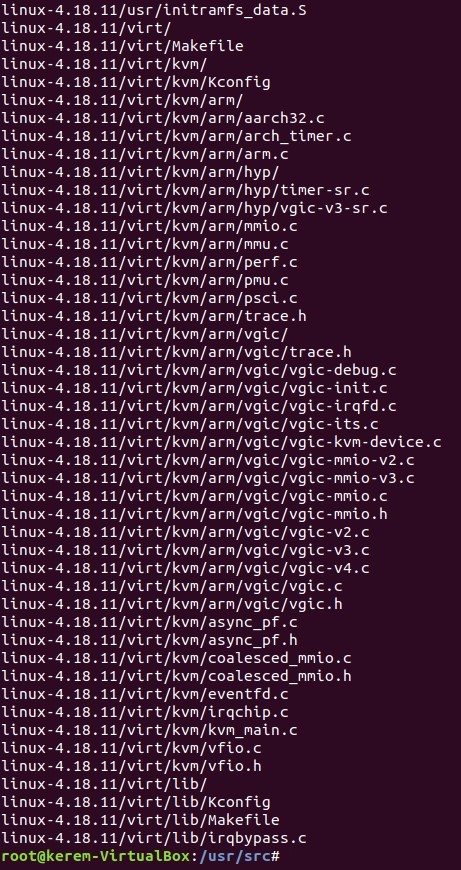 linux-4.18.11/usr/initramfs_data.S
linux-4.18.11/virt/
linux-4.18.11/virt/Makefile
linux-4.18.11/virt/kvm/
linux-4.18.11/virt/kvm/Kconfig
linux-4.18.11/virt/kvm/arm/
linux-4.18.11/virt/kvm/arm/aarch32.c
linux-4.18.11/virt/kvm/arm/arch_timer.c
linux-4.18.11/virt/kvm/arm/arm.c
linux-4.18.11/virt/kvm/arm/hyp/
linux-4.18.11/virt/kvm/arm/hyp/timer-sr.c
linux-4.18.11/virt/kvm/arm/hyp/vgic-v3-sr.c
linux-4.18.11/virt/kvm/arm/mmio.c
linux-4.18.11/virt/kvm/arm/mmu.c
linux-4.18.11/virt/kvm/arm/perf.c
linux-4.18.11/virt/kvm/arm/pmu.c
linux-4.18.11/virt/kvm/arm/psci.c
linux-4.18.11/virt/kvm/arm/trace.h
linux-4.18.11/virt/kvm/arm/vgic/
linux-4.18.11/virt/kvm/arm/vgic/trace.h
linux-4.18.11/virt/kvm/arm/vgic/vgic-debug.c
linux-4.18.11/virt/kvm/arm/vgic/vgic-init.c
linux-4.18.11/virt/kvm/arm/vgic/vgic-irqfd.c
linux-4.18.11/virt/kvm/arm/vgic/vgic-its.c
linux-4.18.11/virt/kvm/arm/vgic/vgic-kvm-device.c
linux-4.18.11/virt/kvm/arm/vgic/vgic-mmio-v2.c
linux-4.18.11/virt/kvm/arm/vgic/vgic-mmio-v3.c
linux-4.18.11/virt/kvm/arm/vgic/vgic-mmio.c
linux-4.18.11/virt/kvm/arm/vgic/vgic-mmio.h
linux-4.18.11/virt/kvm/arm/vgic/vgic-v2.c
linux-4.18.11/virt/kvm/arm/vgic/vgic-v3.c
linux-4.18.11/virt/kvm/arm/vgic/vgic-v4.c
linux-4.18.11/virt/kvm/arm/vgic/vgic.c
linux-4.18.11/virt/kvm/arm/vgic/vgic.h
linux-4.18.11/virt/kvm/async_pf.c
linux-4.18.11/virt/kvm/async_pf.h
linux-4.18.11/virt/kvm/coalesced_mmio.c
linux-4.18.11/virt/kvm/coalesced_mmio.h
linux-4.18.11/virt/kvm/eventfd.c
linux-4.18.11/virt/kvm/irqchip.c
linux-4.18.11/virt/kvm/kvm_main.c
linux-4.18.11/virt/kvm/vfio.c
linux-4.18.11/virt/kvm/vfio.h
linux-4.18.11/virt/lib/
linux-4.18.11/virt/lib/Kconfig
linux-4.18.11/virt/lib/Makefile
linux-4.18.11/virt/lib/irqbypass.c
root@kerem-VirtualBox:/usr/src#